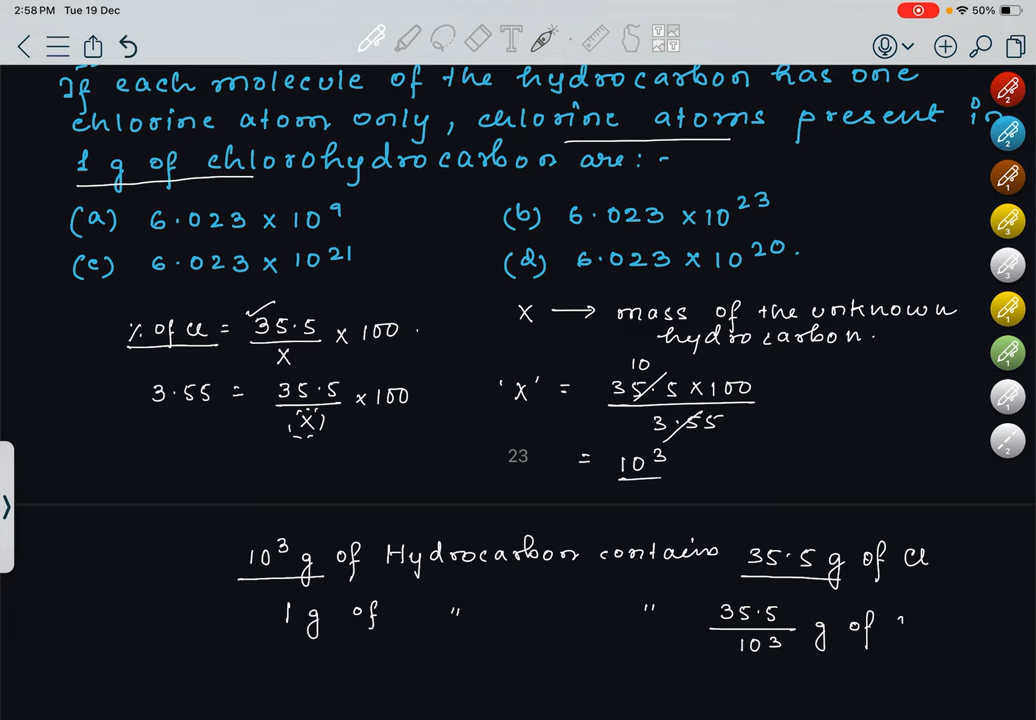 2:58 PM Tue 19 Dec
50%
If each molecule of the hydrocarbon has one
chlorine atom only, chlorine atoms present in
1 g of chlorohydrocarbon are:-
(a) 6.023 x 10^9
(b) 6.023 x 10^23
(c) 6.023 x 10^21
(d) 6.023 x 10^20.
% of Cl = 35.5/X x 100.
3.55 = 35.5/(X) x 100
X → mass of the unknown
hydrocarbon.
'X' = 35.5 x 100 / 3.55
10
= 10^3
23
10^3 g of Hydrocarbon contains 35.5 g of Cl
1 g of " " 35.5/10^3 g of